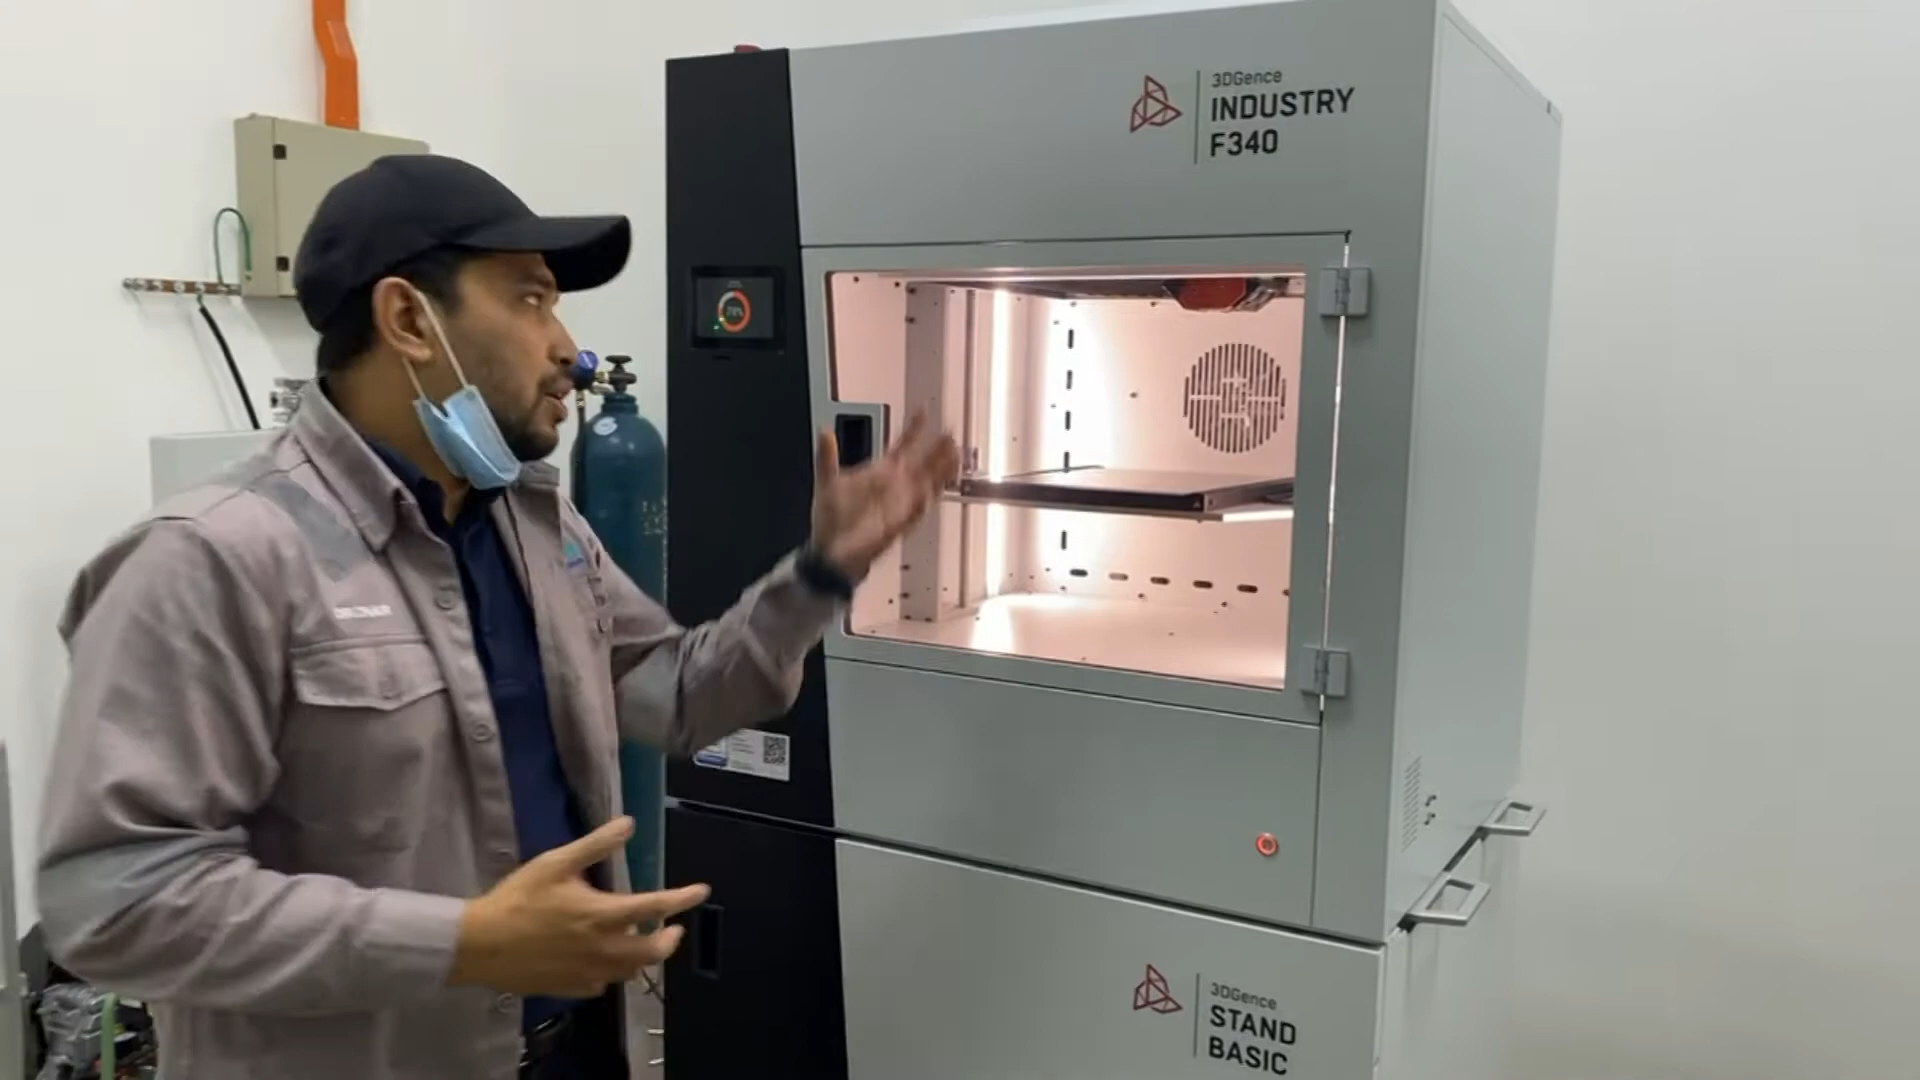 3DGence
INDUSTRY
F340
3DGence
STAND
BASIC